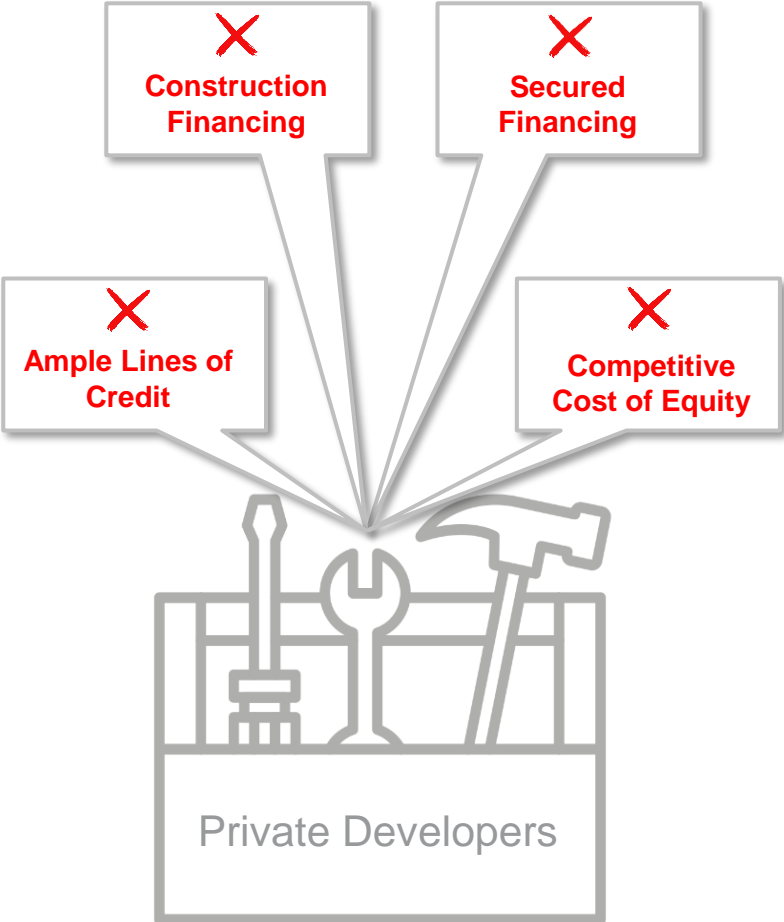 Construction
Financing
Secured
Financing
Ample Lines of
Credit
Competitive
Cost of Equity
Private Developers